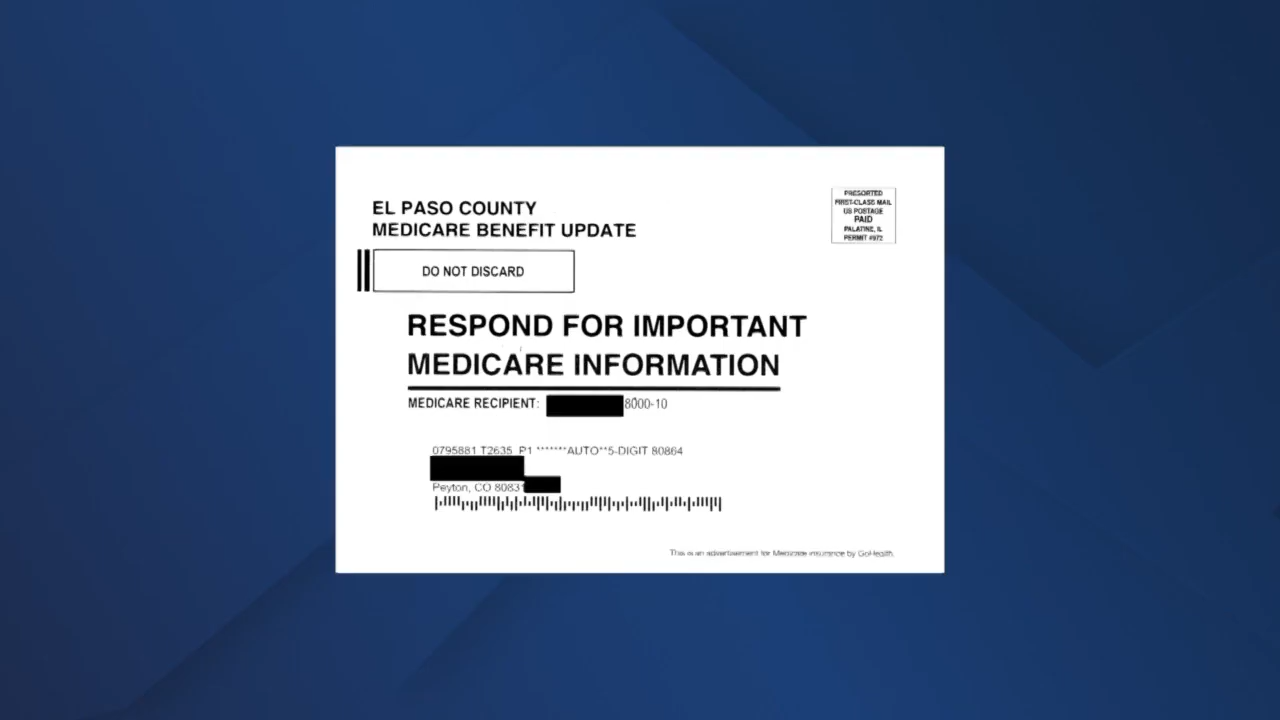 EL PASO COUNTY
MEDICARE BENEFIT UPDATE
PRESORTED
FIRST-CLASS MAIL
US POSTAGE
PAID
PALATINE, IL
PERMIT #972
DO NOT DISCARD
RESPOND FOR IMPORTANT
MEDICARE INFORMATION
MEDICARE RECIPIENT: 8000-10
0795881 T2635 P1 *******AUTO**5-DIGIT 80864
Peyton, CO 80831
This is an advertisement for Medicare insurance by GoHealth.